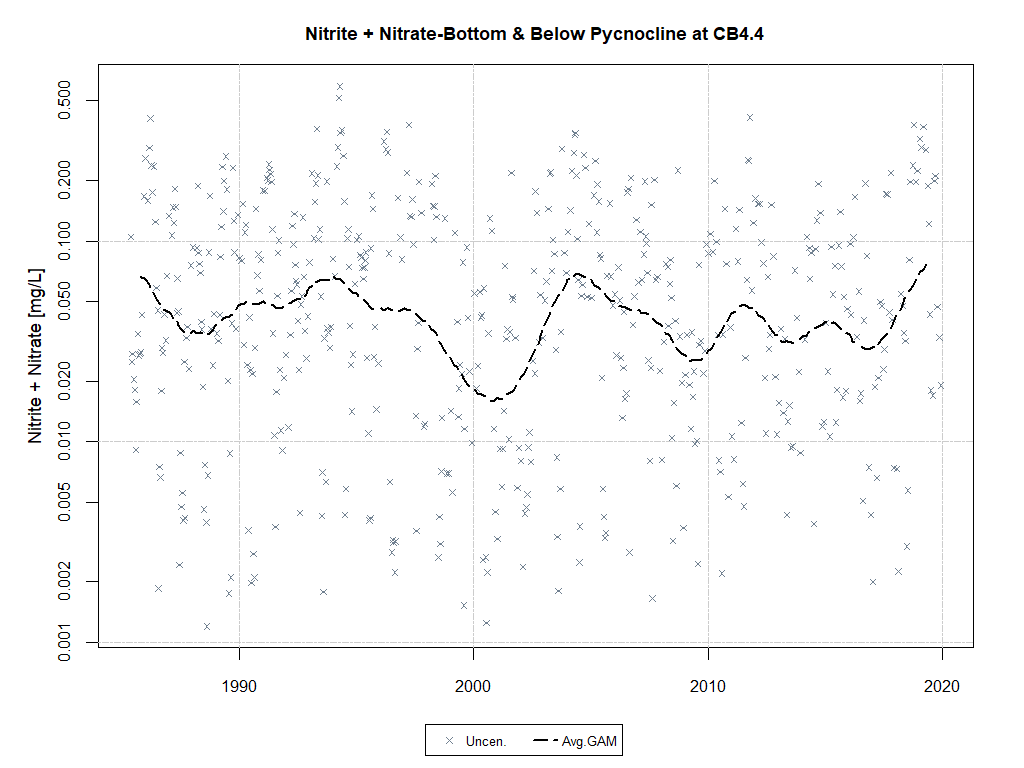 Nitrite + Nitrate-Bottom & Below Pycnocline at CB4.4
Nitrite + Nitrate [mg/L]
0.500
0.200
0.100
0.050
0.020
0.010
0.005
0.002
0.001
1990 2000 2010 2020
Uncen. Avg.GAM